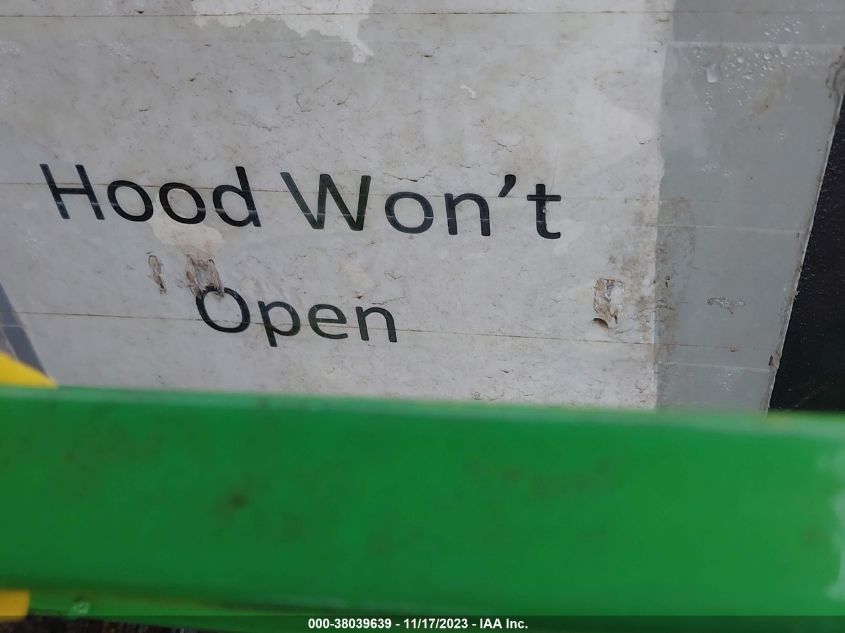 Hood Won’t
Open
000-38039639 - 11/17/2023 - IAA Inc.